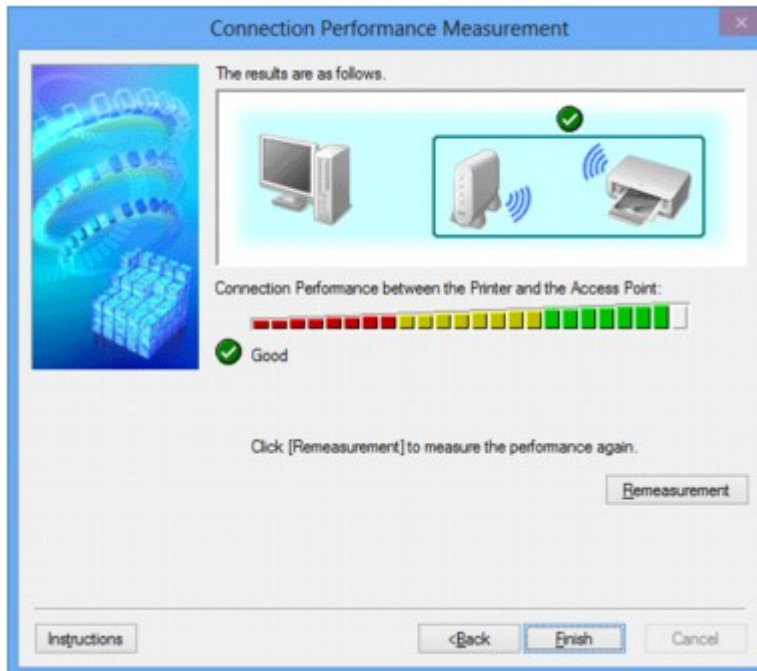 Connection Performance Measurement
The results are as follows.
Connection Performance between the Printer and the Access Point:
Good
Click [Remeasurement] to measure the performance again.
Remeasurement
Instructions
<Back
Finish
Cancel